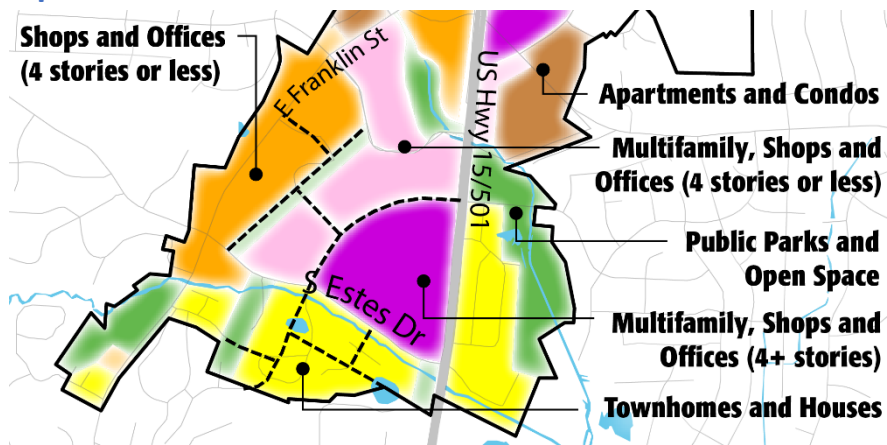 Shops and Offices
(4 stories or less)
E Franklin St
US Hwy 15/501
Apartments and Condos
Multifamily, Shops and
Offices (4 stories or less)
Public Parks and
Open Space
S Estes Dr
Multifamily, Shops and
Offices (4+ stories)
Townhomes and Houses